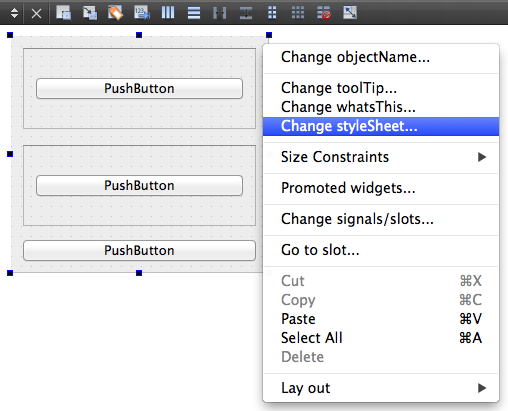 Change objectName...
PushButton
Change toolTip...
Change whatsThis...
Change styleSheet...
Size Constraints
PushButton
Promoted widgets...
Change signals/slots...
PushButton
Go to slot...
Cut ⌘X
Copy ⌘C
Paste ⌘V
Select All ⌘A
Delete
Lay out